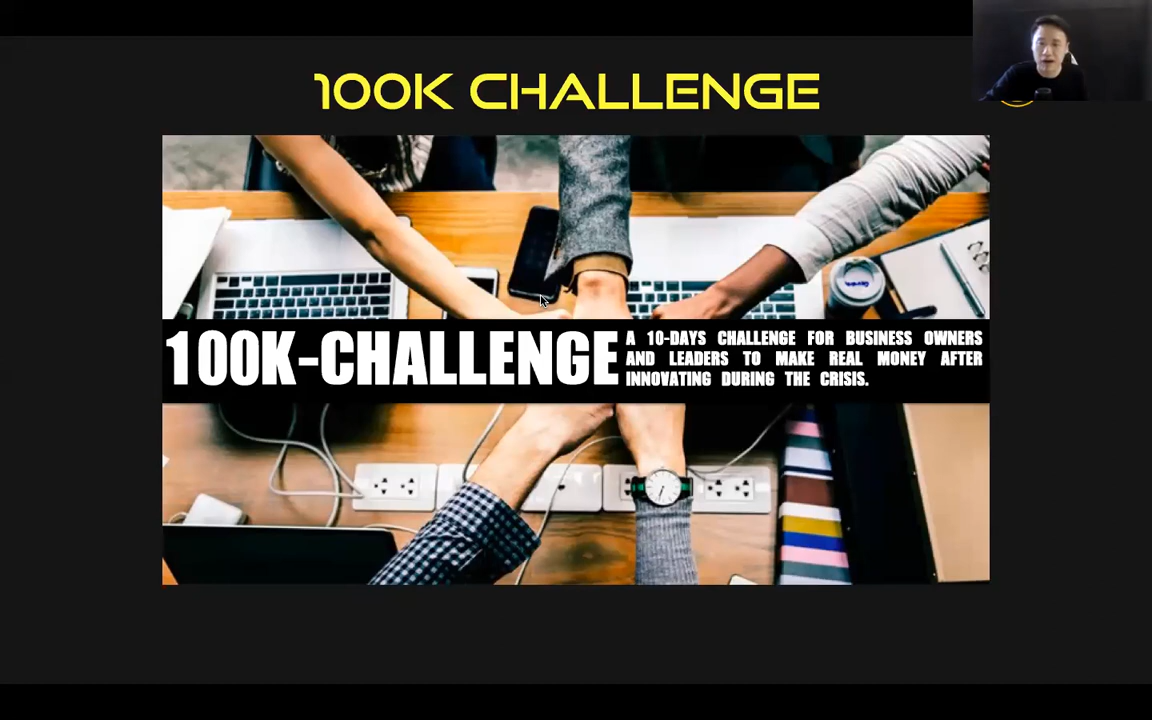 100K CHALLENGE
100K-CHALLENGE
A 10-DAYS CHALLENGE FOR BUSINESS OWNERS
AND LEADERS TO MAKE REAL MONEY AFTER
INNOVATING DURING THE CRISIS.